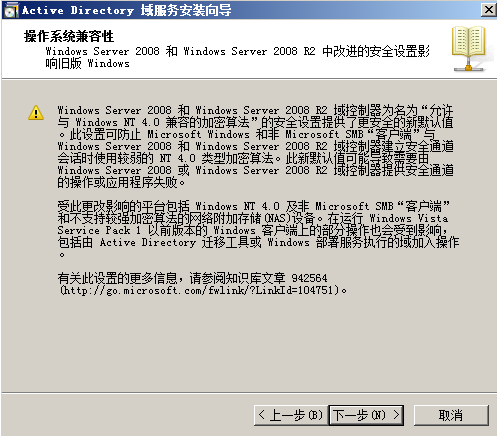 Active Directory 域服务安装向导
操作系统兼容性
Windows Server 2008 和 Windows Server 2008 R2 中改进的安全设置影
响旧版 Windows
Windows Server 2008 和 Windows Server 2008 R2 域控制器为名为“允许
与 Windows NT 4.0 兼容的加密算法”的安全设置提供了更安全的新默认值
。此设置可防止 Microsoft Windows 和非 Microsoft SMB“客户端”与
Windows Server 2008 和 Windows Server 2008 R2 域控制器建立安全通道
会话时使用较弱的 NT 4.0 类型加密算法。此新默认值可能导致需要由
Windows Server 2008 或 Windows Server 2008 R2 域控制器提供安全通道
的操作或应用程序失败。
受此更改影响的平台包括 Windows NT 4.0 及非 Microsoft SMB“客户端”
和不支持较强加密算法的网络附加存储(NAS)设备。在运行 Windows Vista
Service Pack 1 以前版本的 Windows 客户端上的部分操作也会受到影响，
包括由 Active Directory 迁移工具或 Windows 部署服务执行的域加入操作
。
有关此设置的更多信息，请参阅知识库文章 942564
(http://go.microsoft.com/fwlink/?LinkId=104751)。
< 上一步(B) 下一步(N) > 取消